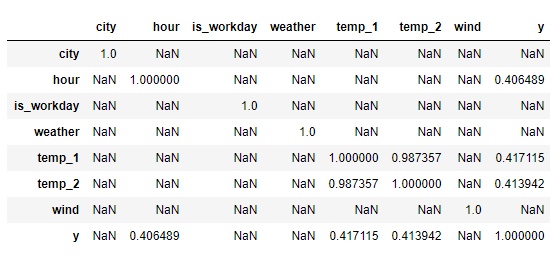 city hour is_workday weather temp_1 temp_2 wind y
city 1.0 NaN NaN NaN NaN NaN NaN NaN
hour NaN 1.000000 NaN NaN NaN NaN NaN 0.406489
is_workday NaN NaN 1.0 NaN NaN NaN NaN NaN
weather NaN NaN NaN 1.0 NaN NaN NaN NaN
temp_1 NaN NaN NaN NaN 1.000000 0.987357 NaN 0.417115
temp_2 NaN NaN NaN NaN 0.987357 1.000000 NaN 0.413942
wind NaN NaN NaN NaN NaN NaN 1.0 NaN
y NaN 0.406489 NaN NaN 0.417115 0.413942 NaN 1.000000